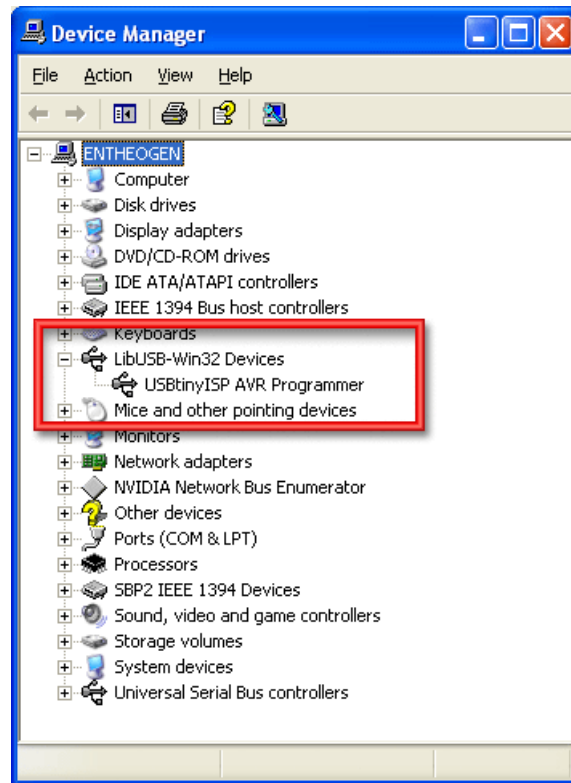 Device Manager
File Action View Help
ENTHEOGEN
Computer
Disk drives
Display adapters
DVD/CD-ROM drives
IDE ATA/ATAPI controllers
IEEE 1394 Bus host controllers
Keyboards
LibUSB-Win32 Devices
USBtinyISP AVR Programmer
Mice and other pointing devices
Monitors
Network adapters
NVIDIA Network Bus Enumerator
Other devices
Ports (COM & LPT)
Processors
SBP2 IEEE 1394 Devices
Sound, video and game controllers
Storage volumes
System devices
Universal Serial Bus controllers